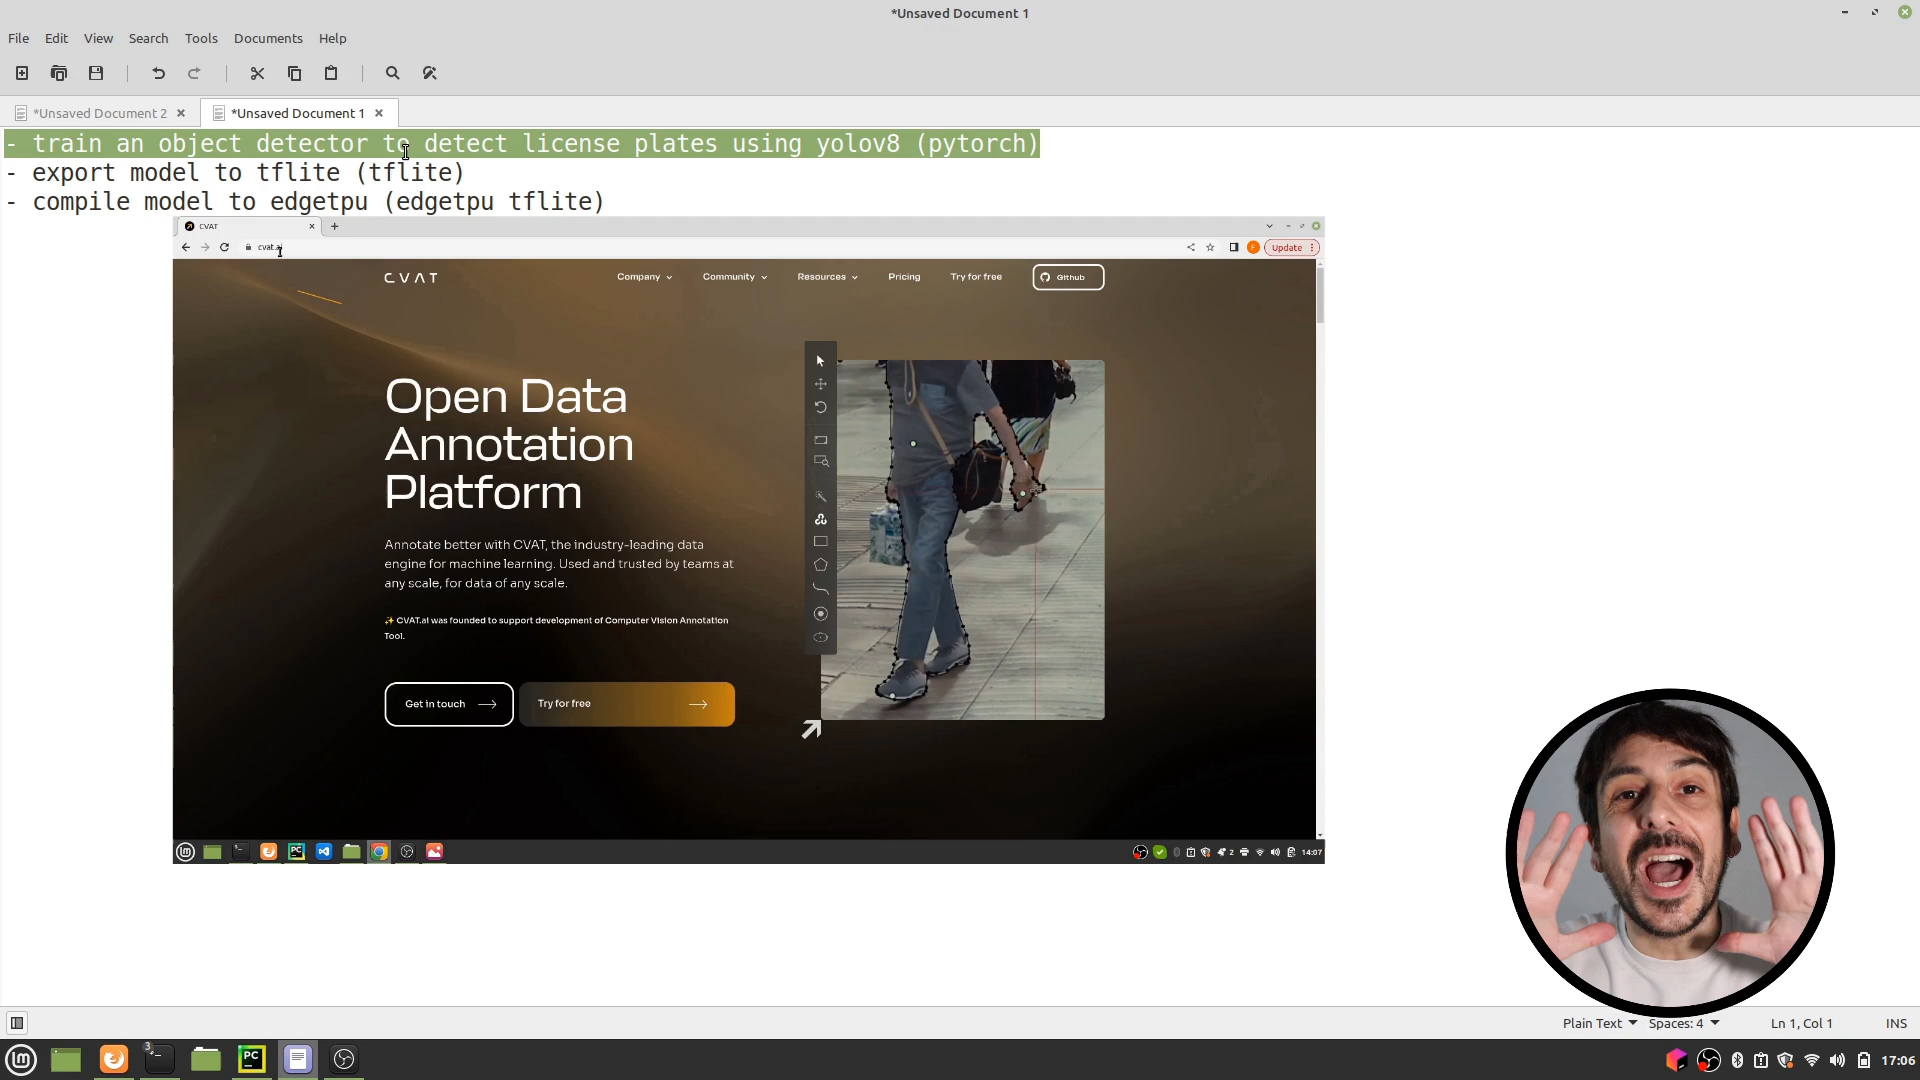 *Unsaved Document 1
File Edit View Search Tools Documents Help
*Unsaved Document 2 *Unsaved Document 1
- train an object detector to detect license plates using yolov8 (pytorch)
- export model to tflite (tflite)
- compile model to edgetpu (edgetpu tflite)
CVAT
cvat.ai
Update
CVAT Company Community Resources Pricing Try for free Github
Open Data
Annotation
Platform
Annotate better with CVAT, the industry-leading data
engine for machine learning. Used and trusted by teams at
any scale, for data of any scale.
✨ CVAT.ai was founded to support development of Computer Vision Annotation
Tool.
Get in touch Try for free
2 14:07
Plain Text Spaces: 4 Ln 1, Col 1 INS
3 PC 17:06